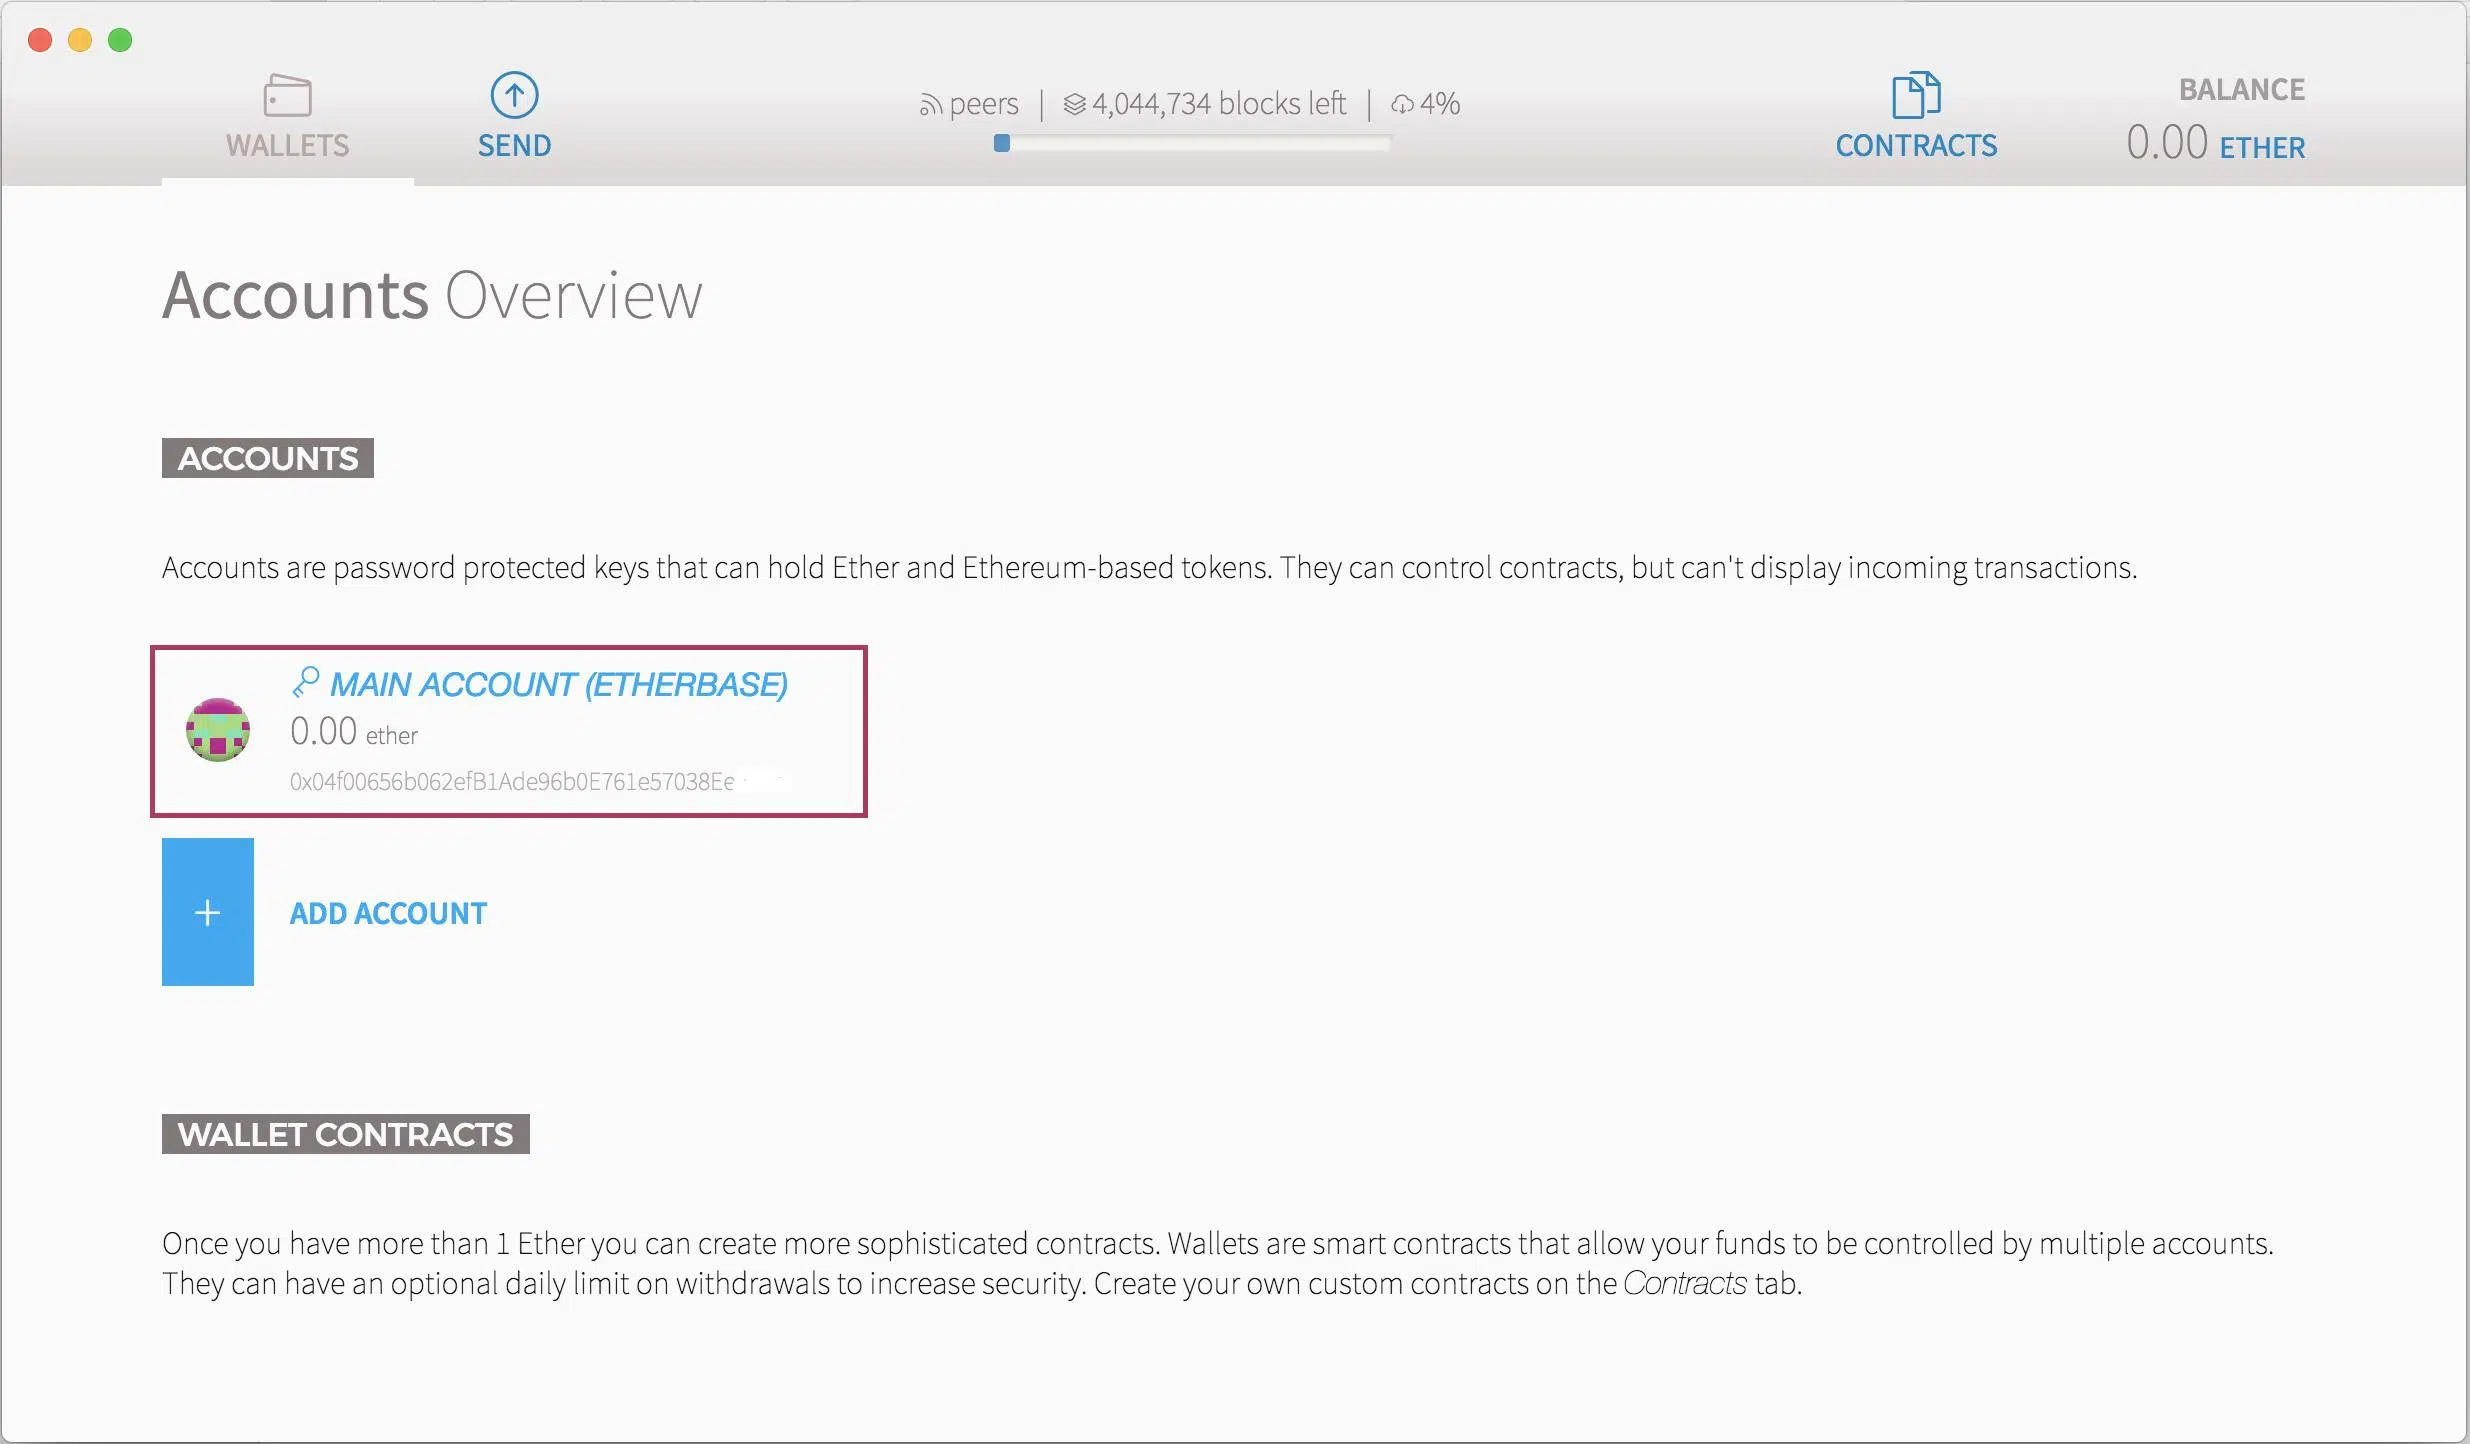 WALLETS
SEND
peers | 4,044,734 blocks left | 4%
CONTRACTS
BALANCE
0.00 ETHER
Accounts Overview
ACCOUNTS
Accounts are password protected keys that can hold Ether and Ethereum-based tokens. They can control contracts, but can't display incoming transactions.
MAIN ACCOUNT (ETHERBASE)
0.00 ether
0x04f00656b062efB1Ade96b0E761e57038Ee
+
ADD ACCOUNT
WALLET CONTRACTS
Once you have more than 1 Ether you can create more sophisticated contracts. Wallets are smart contracts that allow your funds to be controlled by multiple accounts.
They can have an optional daily limit on withdrawals to increase security. Create your own custom contracts on the Contracts tab.